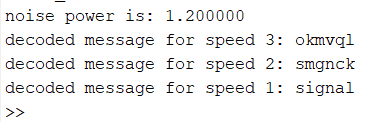 noise power is: 1.200000
decoded message for speed 3: okmvql
decoded message for speed 2: smgnck
decoded message for speed 1: signal
>>